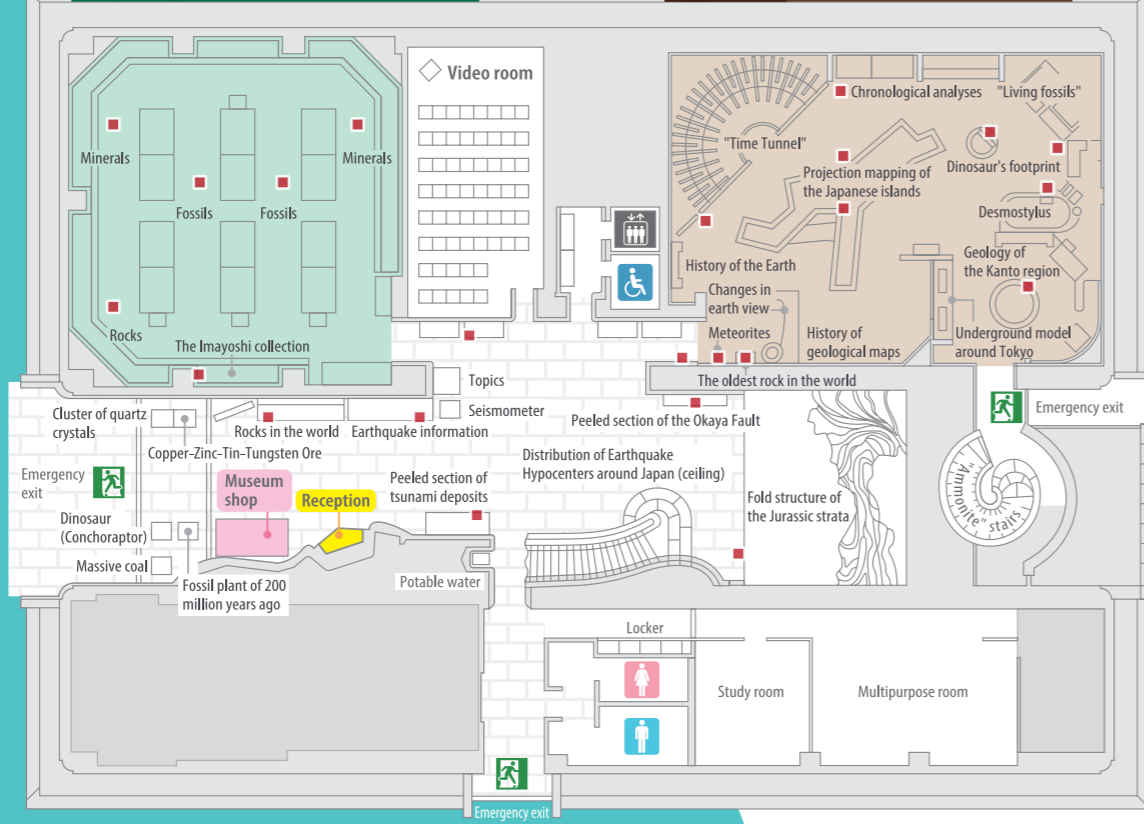 Video room
Minerals
Minerals
Fossils
Fossils
Rocks
The Imayoshi collection
Chronological analyses
"Living fossils"
"Time Tunnel"
Projection mapping of
the Japanese islands
Dinosaur's footprint
Desmostylus
History of the Earth
Geology of
the Kanto region
Changes in
earth view
Meteorites
History of
geological maps
Underground model
around Tokyo
The oldest rock in the world
Topics
Seismometer
Cluster of quartz
crystals
Rocks in the world
Earthquake information
Copper-Zinc-Tin-Tungsten Ore
Peeled section of the Okaya Fault
Emergency exit
Emergency
exit
Museum
shop
Reception
Peeled section of
tsunami deposits
Distribution of Earthquake
Hypocenters around Japan (ceiling)
Fold structure of
the Jurassic strata
"Ammonite" stairs
Dinosaur
(Conchoraptor)
Massive coal
Fossil plant of 200
million years ago
Potable water
Locker
Study room
Multipurpose room
Emergency exit